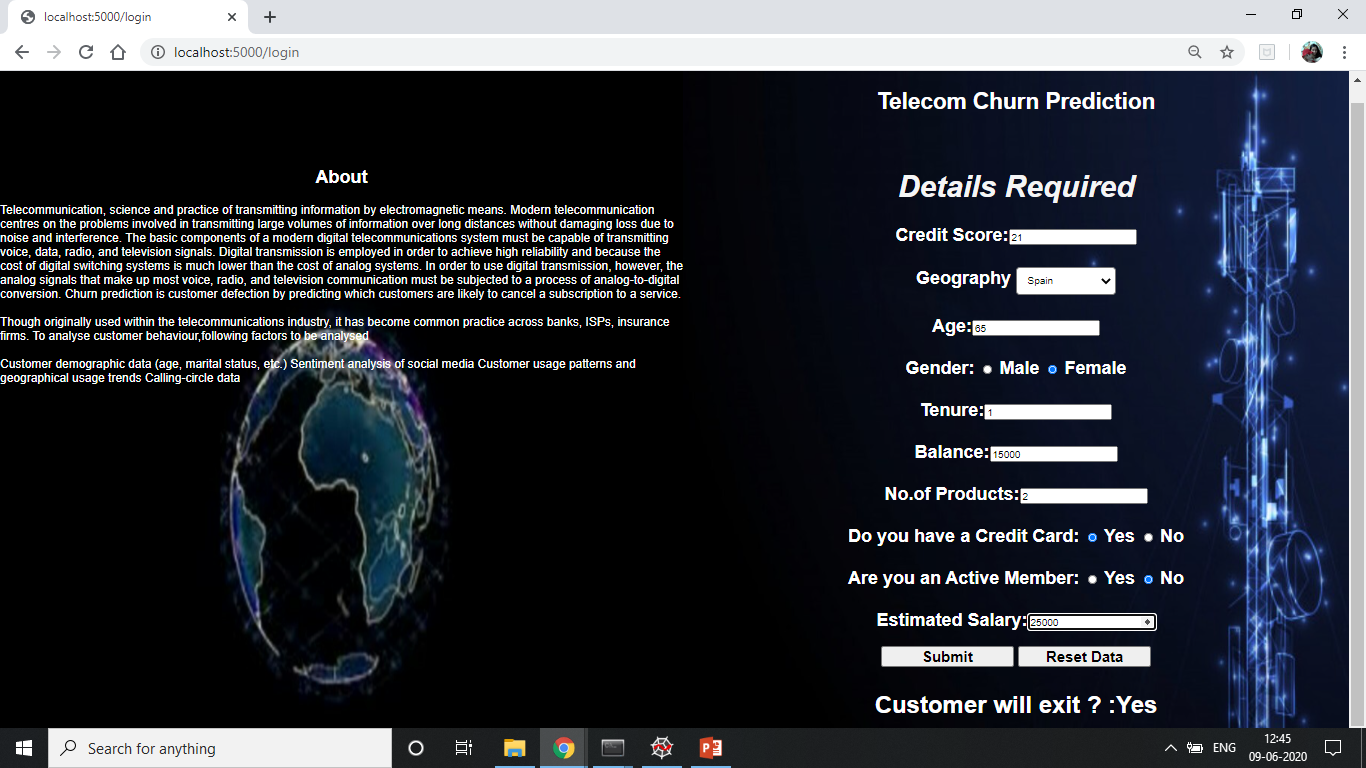 localhost:5000/login
localhost:5000/login
Telecom Churn Prediction
About
Telecommunication, science and practice of transmitting information by electromagnetic means. Modern telecommunication
centres on the problems involved in transmitting large volumes of information over long distances without damaging loss due to
noise and interference. The basic components of a modern digital telecommunications system must be capable of transmitting
voice, data, radio, and television signals. Digital transmission is employed in order to achieve high reliability and because the
cost of digital switching systems is much lower than the cost of analog systems. In order to use digital transmission, however, the
analog signals that make up most voice, radio, and television communication must be subjected to a process of analog-to-digital
conversion. Churn prediction is customer defection by predicting which customers are likely to cancel a subscription to a service.
Though originally used within the telecommunications industry, it has become common practice across banks, ISPs, insurance
firms. To analyse customer behaviour,following factors to be analysed
Customer demographic data (age, marital status, etc.) Sentiment analysis of social media Customer usage patterns and
geographical usage trends Calling-circle data
Details Required
Credit Score: 21
Geography Spain
Age: 65
Gender: Male Female
Tenure: 1
Balance: 15000
No.of Products: 2
Do you have a Credit Card: Yes No
Are you an Active Member: Yes No
Estimated Salary: 25000
Submit Reset Data
Customer will exit ? :Yes
Search for anything
ENG
12:45
09-06-2020